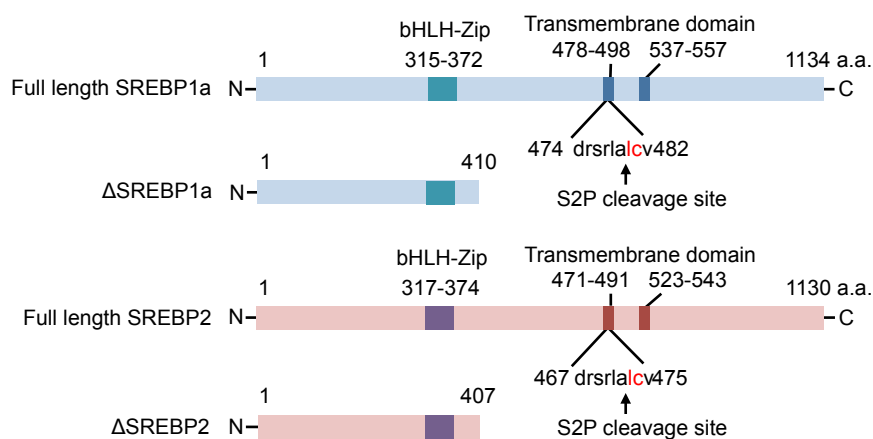 bHLH-Zip Transmembrane domain
1 315-372 478-498 537-557 1134 a.a.
Full length SREBP1a N C
474 drsrlalcv482
1 410
ΔSREBP1a N S2P cleavage site
bHLH-Zip Transmembrane domain
1 317-374 471-491 523-543 1130 a.a.
Full length SREBP2 N C
467 drsrlalcv475
1 407
ΔSREBP2 N S2P cleavage site